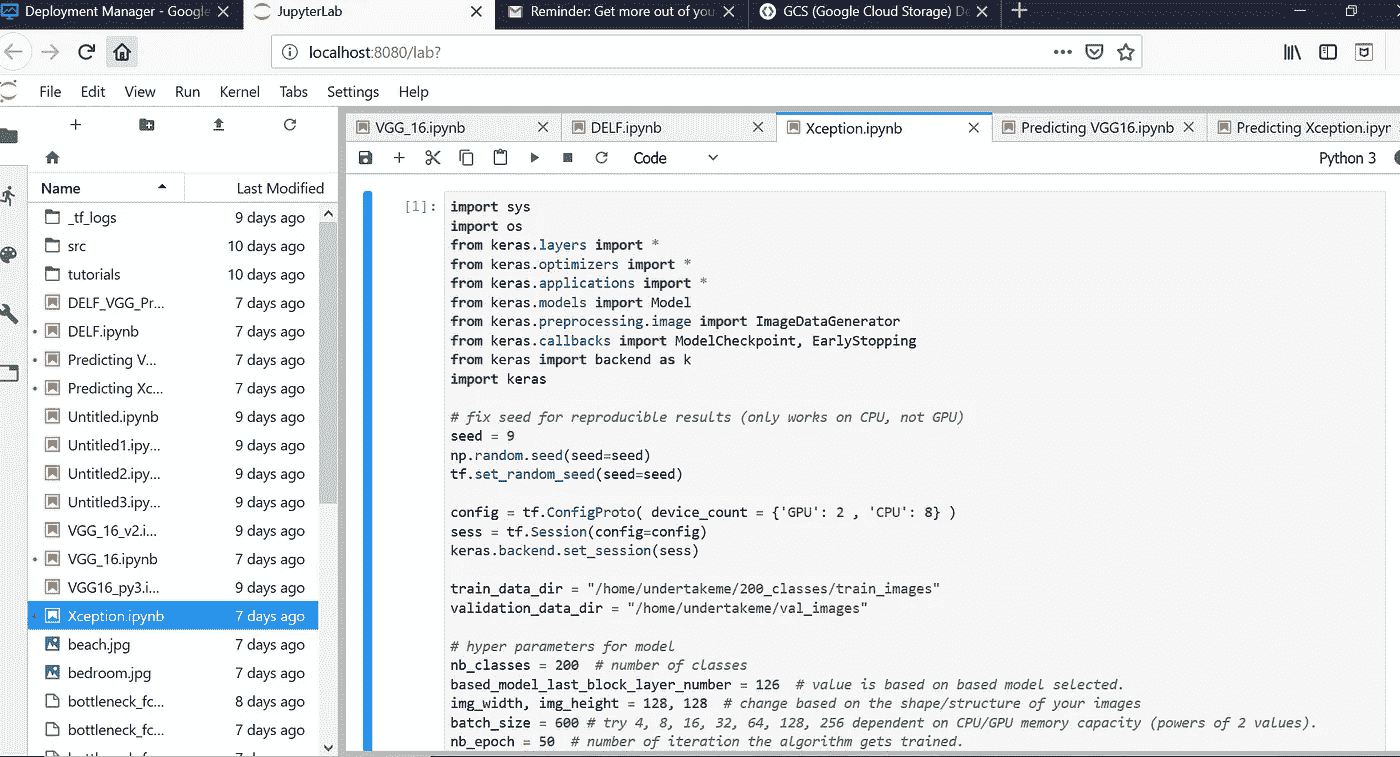 Deployment Manager - Google
JupyterLab
Reminder: Get more out of you
GCS (Google Cloud Storage) De
localhost:8080/lab?
File Edit View Run Kernel Tabs Settings Help
VGG_16.ipynb
DELF.ipynb
Xception.ipynb
Predicting VGG16.ipynb
Predicting Xception.ipyr
Code
Python 3
Name Last Modified
_tf_logs 9 days ago
src 10 days ago
tutorials 10 days ago
DELF_VGG_Pr... 7 days ago
DELF.ipynb 7 days ago
Predicting V... 7 days ago
Predicting Xc... 7 days ago
Untitled.ipynb 9 days ago
Untitled1.ipy... 9 days ago
Untitled2.ipy... 9 days ago
Untitled3.ipy... 9 days ago
VGG_16_v2.i... 9 days ago
VGG_16.ipynb 7 days ago
VGG16_py3.i... 9 days ago
Xception.ipynb 7 days ago
beach.jpg 7 days ago
bedroom.jpg 7 days ago
bottleneck_fc... 8 days ago
bottleneck_fc... 7 days ago
[1]:
import sys
import os
from keras.layers import *
from keras.optimizers import *
from keras.applications import *
from keras.models import Model
from keras.preprocessing.image import ImageDataGenerator
from keras.callbacks import ModelCheckpoint, EarlyStopping
from keras import backend as k
import keras
# fix seed for reproducible results (only works on CPU, not GPU)
seed = 9
np.random.seed(seed=seed)
tf.set_random_seed(seed=seed)
config = tf.ConfigProto( device_count = {'GPU': 2 , 'CPU': 8} )
sess = tf.Session(config=config)
keras.backend.set_session(sess)
train_data_dir = "/home/undertakeme/200_classes/train_images"
validation_data_dir = "/home/undertakeme/val_images"
# hyper parameters for model
nb_classes = 200 # number of classes
based_model_last_block_layer_number = 126 # value is based on based model selected.
img_width, img_height = 128, 128 # change based on the shape/structure of your images
batch_size = 600 # try 4, 8, 16, 32, 64, 128, 256 dependent on CPU/GPU memory capacity (powers of 2 values).
nb_epoch = 50 # number of iteration the algorithm gets trained.